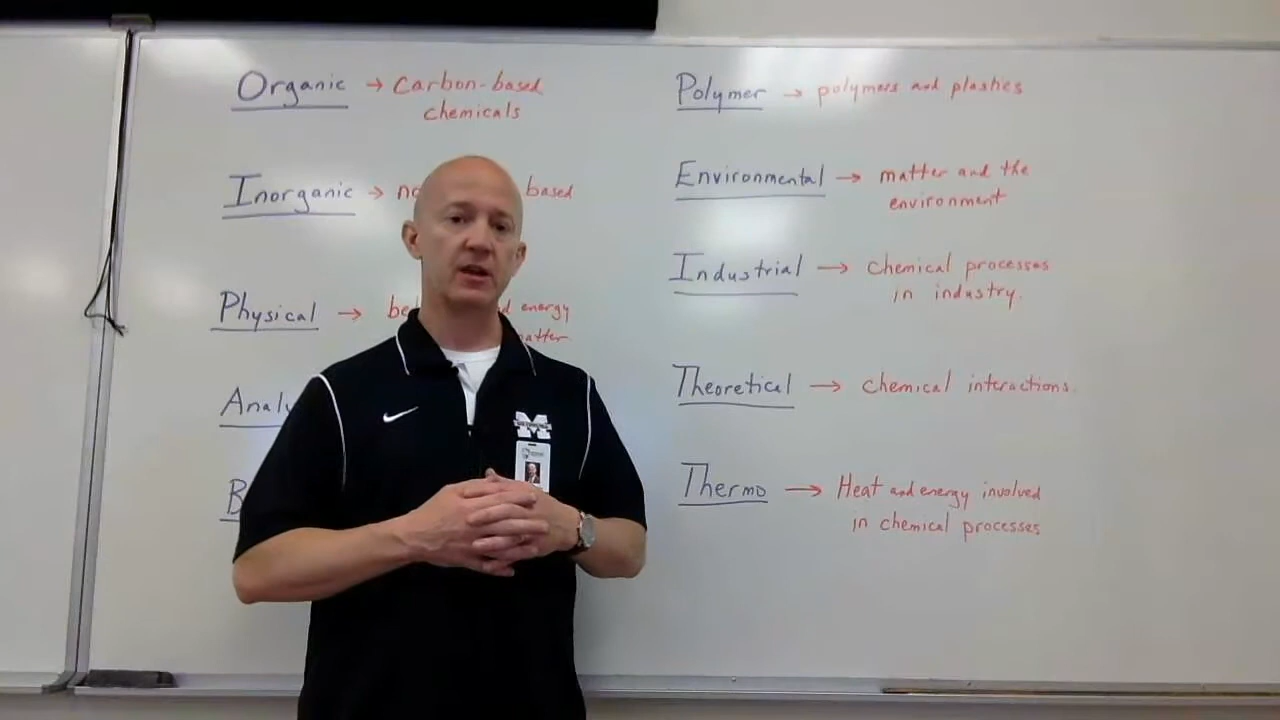 Organic → Carbon-based
chemicals
Inorganic → based
Physical → energy
matter
Polymer → polymers and plastics
Environmental → matter and the
environment
Industrial → chemical processes
in industry.
Theoretical → chemical interactions.
Thermo → Heat and energy involved
in chemical processes
M